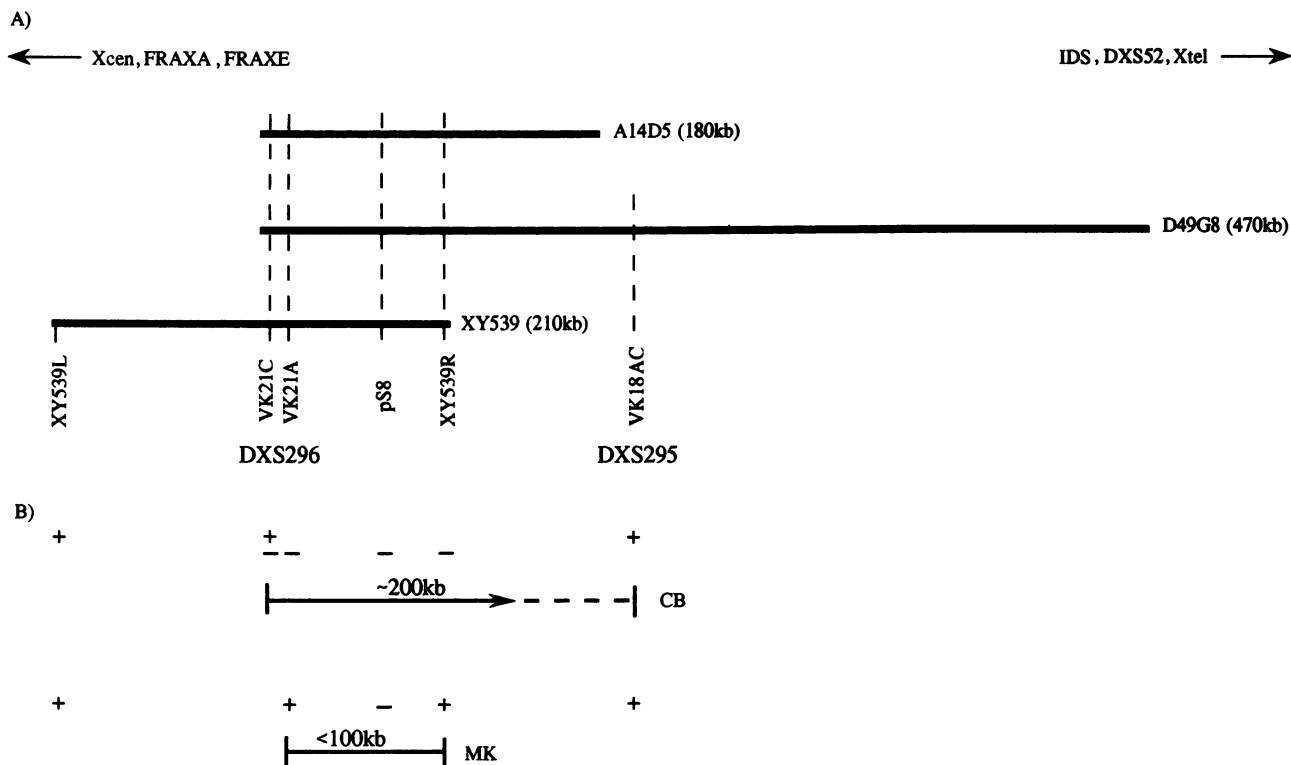 A)
Xcen, FRAXA , FRAXE
IDS , DXS52, Xtel
A14D5 (180kb)
D49G8 (470kb)
XY539 (210kb)
XY539L
VK21C
VK21A
pS8
XY539R
VK18AC
DXS296
DXS295
B)
+ + +
– – – –
~200kb
CB
+ + – + +
<100kb
MK